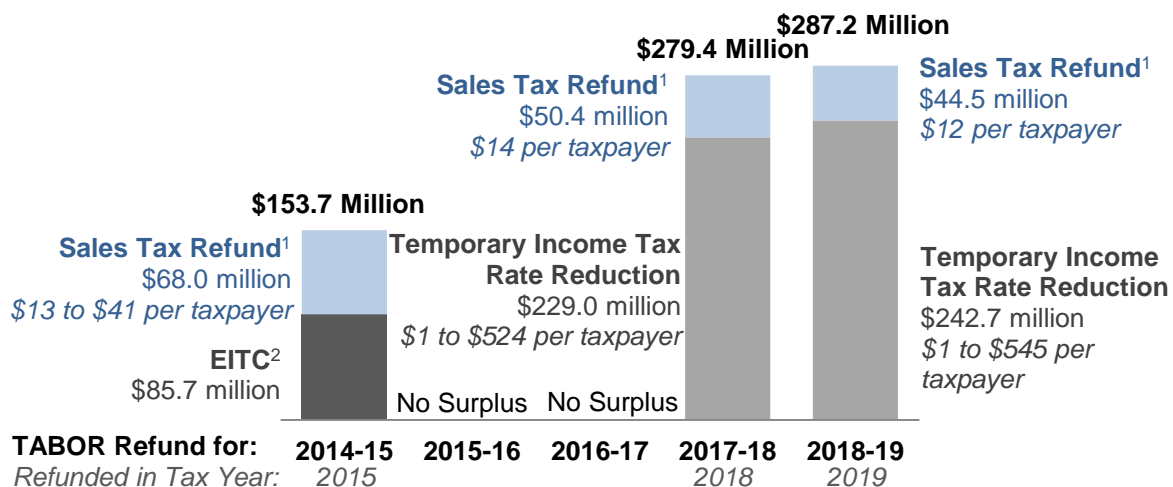 $287.2 Million
$279.4 Million
Sales Tax Refund¹
$50.4 million
$14 per taxpayer
Sales Tax Refund¹
$44.5 million
$12 per taxpayer
$153.7 Million
Sales Tax Refund¹
$68.0 million
$13 to $41 per taxpayer
EITC²
$85.7 million
Temporary Income Tax
Rate Reduction
$229.0 million
$1 to $524 per taxpayer
Temporary Income
Tax Rate Reduction
$242.7 million
$1 to $545 per
taxpayer
No Surplus No Surplus
TABOR Refund for: 2014-15 2015-16 2016-17 2017-18 2018-19
Refunded in Tax Year: 2015 2018 2019